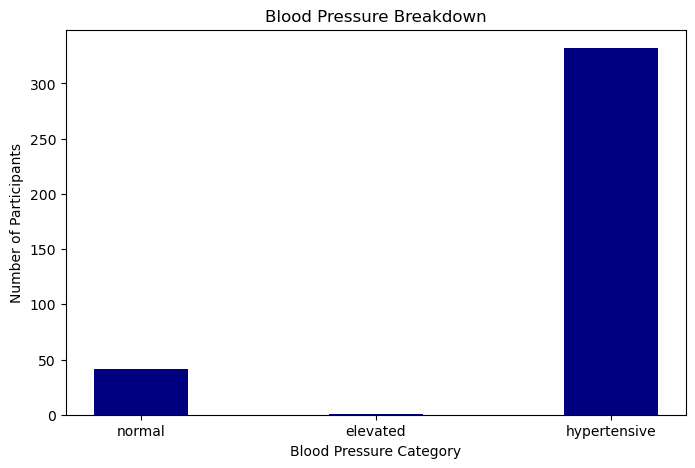 Blood Pressure Breakdown
Number of Participants
300
250
200
150
100
50
0
normal elevated hypertensive
Blood Pressure Category